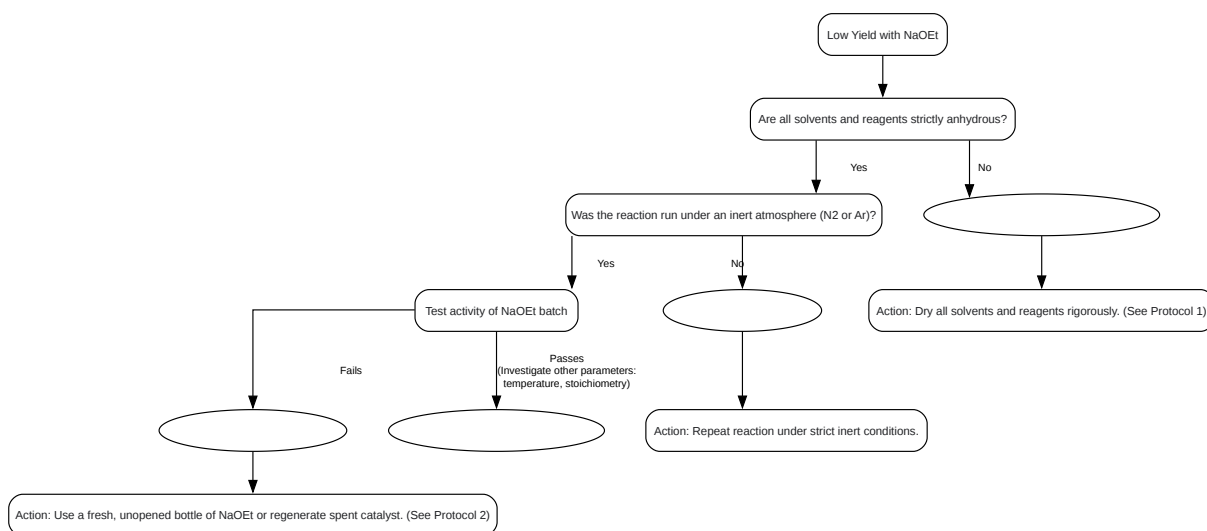 Low Yield with NaOEt
Are all solvents and reagents strictly anhydrous?
Yes
No
Was the reaction run under an inert atmosphere (N2 or Ar)?
Yes
No
Test activity of NaOEt batch
Action: Dry all solvents and reagents rigorously. (See Protocol 1)
Fails
Passes
(Investigate other parameters:
temperature, stoichiometry)
Action: Repeat reaction under strict inert conditions.
Action: Use a fresh, unopened bottle of NaOEt or regenerate spent catalyst. (See Protocol 2)